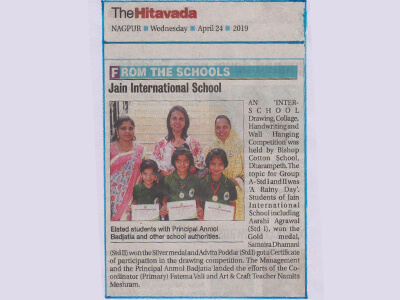 The Hitavada
NAGPUR ■ Wednesday ■ April 24 ■ 2019
FROM THE SCHOOLS
Jain International School
Elated students with Principal Anmol
Badjatia and other school authorities.
AN 'INTER-
SCHOOL
Drawing, Collage,
Handwriting and
Wall Hanging
Competition' was
held by Bishop
Cotton School,
Dharampeth. The
topic for Group
A- Std I and II was
'A Rainy Day'.
Students of Jain
International
School including
Aarshi Agrawal
(Std I), won the
Gold medal,
Samaira Dhamani
(Std II) won the Silver medal and Advita Poddar (Std I) got a Certificate
of participation in the drawing competition. The Management
and the Principal Anmol Badjatia lauded the efforts of the Co-
ordinator (Primary) Fatema Vali and Art & Craft Teacher Namita
Meshram.